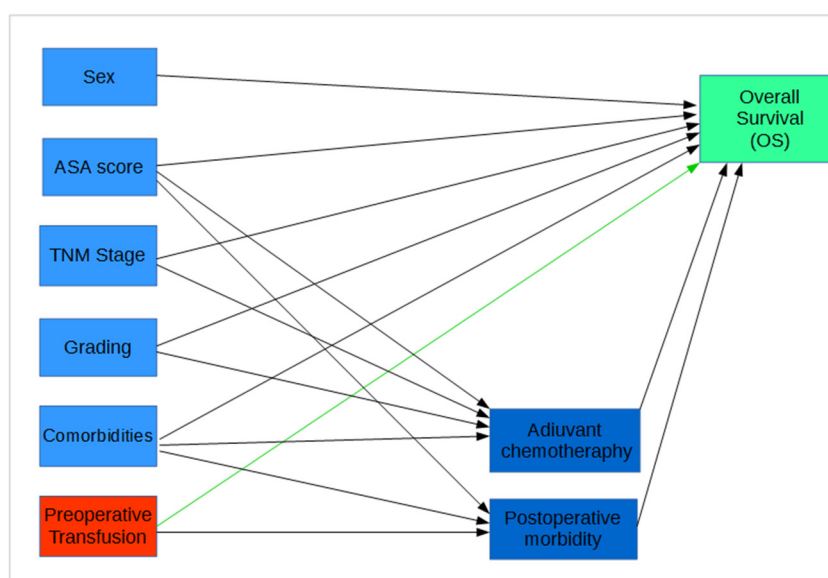 Sex
ASA score
TNM Stage
Grading
Comorbidities
Preoperative
Transfusion
Overall
Survival
(OS)
Adiuvant
chemotheraphy
Postoperative
morbidity